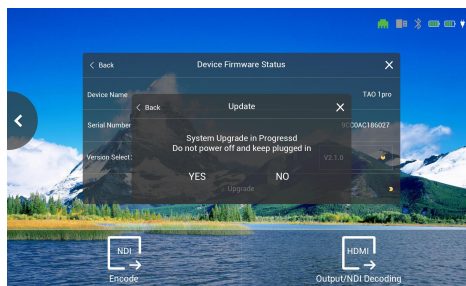 Back
Device Firmware Status
Device Name
TAO 1pro
Back
Update
Serial Number
System Upgrade in Progressd
Do not power off and keep plugged in
Version Select
V2.1.0
YES
NO
Upgrade
NDI
HDMI
Encode
Output/NDI Decoding